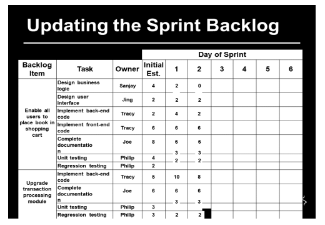 Updating the Sprint Backlog
Day of Sprint
Backlog Item Task Owner Initial Est. 1 2 3 4 5 6
Enable all users to place book in shopping cart
Design business logic Sanjay 4 2 0
Design user interface Jing 2 2 2
Implement back-end code Tracy 2 4 2
Implement front-end code Tracy 6 6 6
Complete documentatio n Joe 8 6 6
Unit testing Philip 4 3 3
Regression testing Philip 2 2 2
Upgrade transaction processing module
Implement back-end code Tracy 8 10 8
Complete documentatio n Joe 6 6 8
Unit testing Philip 3 3 3
Regression testing Philip 3 2 2